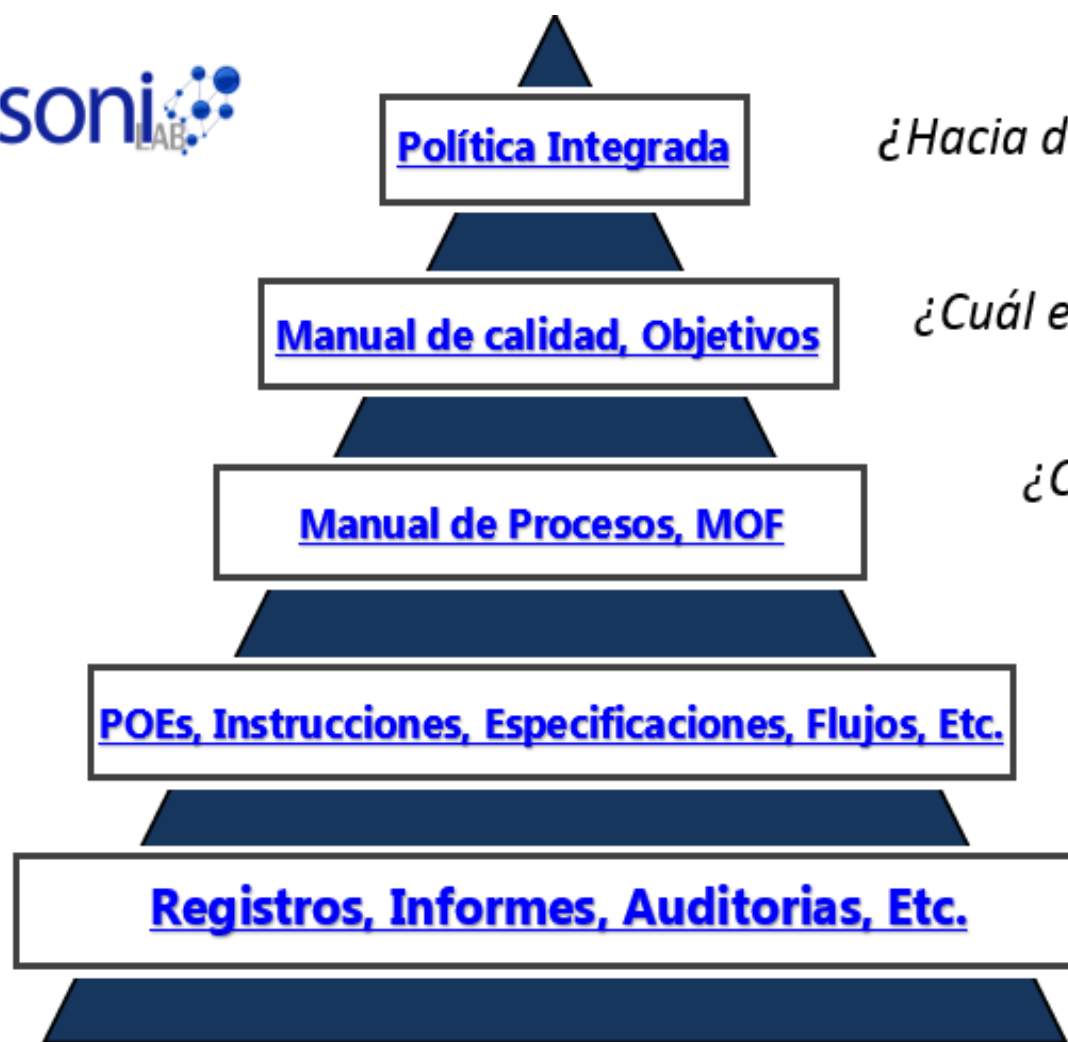 soni
LAB
Política Integrada
¿Hacia d
Manual de calidad, Objetivos
¿Cuál e
Manual de Procesos, MOF
POEs, Instrucciones, Especificaciones, Flujos, Etc.
Registros, Informes, Auditorias, Etc.